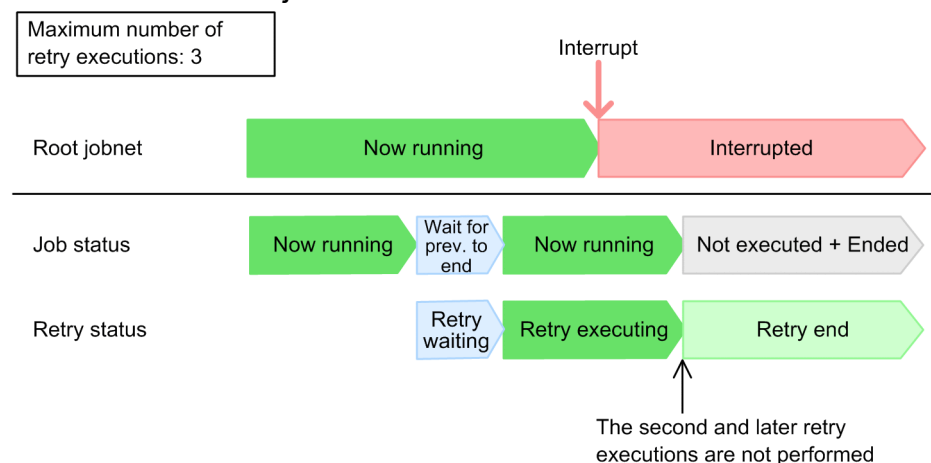 Maximum number of
retry executions: 3
Interrupt
Root jobnet
Now running
Interrupted
Job status
Now running
Wait for
prev. to
end
Now running
Not executed + Ended
Retry status
Retry
waiting
Retry executing
Retry end
The second and later retry
executions are not performed